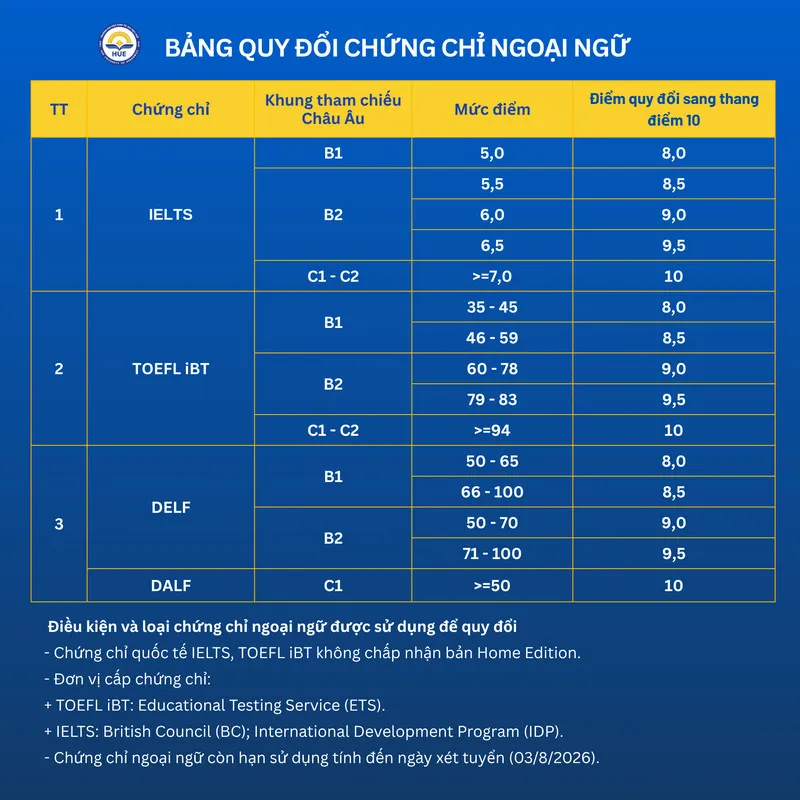 HUE
BẢNG QUY ĐỔI CHỨNG CHỈ NGOẠI NGỮ
TT
Chứng chỉ
Khung tham chiếu
Châu Âu
Mức điểm
Điểm quy đổi sang thang
điểm 10
1
IELTS
B1
5,0
8,0
B2
5,5
8,5
6,0
9,0
6,5
9,5
C1 - C2
>=7,0
10
2
TOEFL iBT
B1
35 - 45
8,0
46 - 59
8,5
B2
60 - 78
9,0
79 - 83
9,5
C1 - C2
>=94
10
3
DELF
B1
50 - 65
8,0
66 - 100
8,5
B2
50 - 70
9,0
71 - 100
9,5
DALF
C1
>=50
10
Điều kiện và loại chứng chỉ ngoại ngữ được sử dụng để quy đổi
- Chứng chỉ quốc tế IELTS, TOEFL iBT không chấp nhận bản Home Edition.
- Đơn vị cấp chứng chỉ:
+ TOEFL iBT: Educational Testing Service (ETS).
+ IELTS: British Council (BC); International Development Program (IDP).
- Chứng chỉ ngoại ngữ còn hạn sử dụng tính đến ngày xét tuyển (03/8/2026).